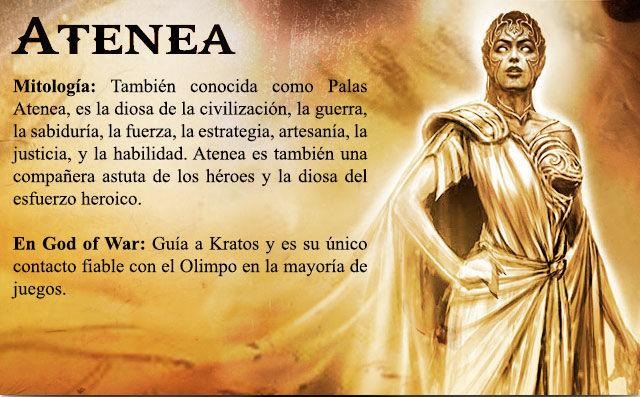 ATENEA
Mitología: También conocida como Palas
Atenea, es la diosa de la civilización, la guerra,
la sabiduría, la fuerza, la estrategia, artesanía, la
justicia, y la habilidad. Atenea es también una
compañera astuta de los héroes y la diosa del
esfuerzo heroico.
En God of War: Guía a Kratos y es su único
contacto fiable con el Olimpo en la mayoría de
juegos.